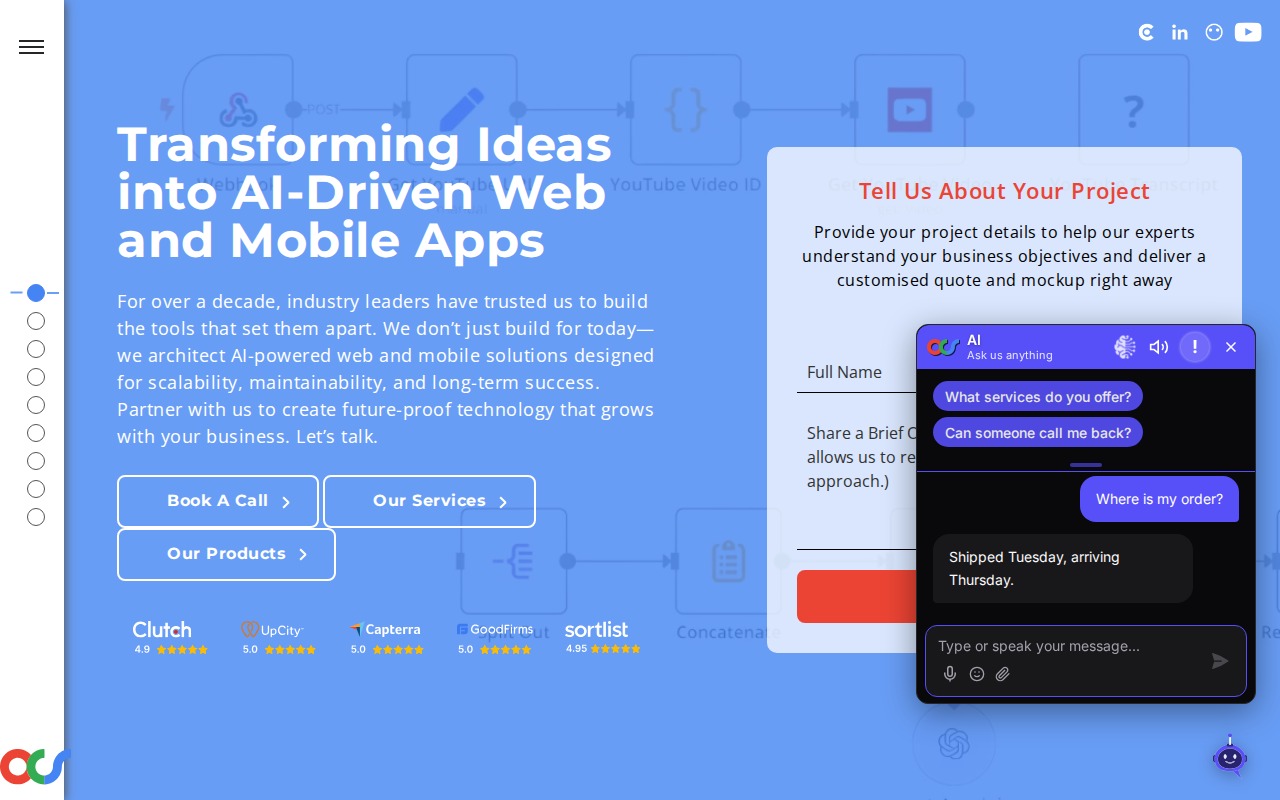 POST
Webhook
YouTube Video ID
Transforming Ideas
into AI-Driven Web
and Mobile Apps
For over a decade, industry leaders have trusted us to build
the tools that set them apart. We don’t just build for today—
we architect AI-powered web and mobile solutions designed
for scalability, maintainability, and long-term success.
Partner with us to create future-proof technology that grows
with your business. Let’s talk.
Book A Call
Our Services
Our Products
Clutch
4.9
UpCity
5.0
Capterra
5.0
GoodFirms
5.0
sortlist
4.95
Split Out
Concatenate
Tell Us About Your Project
Provide your project details to help our experts
understand your business objectives and deliver a
customised quote and mockup right away
Full Name
Share a Brief
allows us to
approach.)
AI
Ask us anything
What services do you offer?
Can someone call me back?
Where is my order?
Shipped Tuesday, arriving
Thursday.
Type or speak your message...